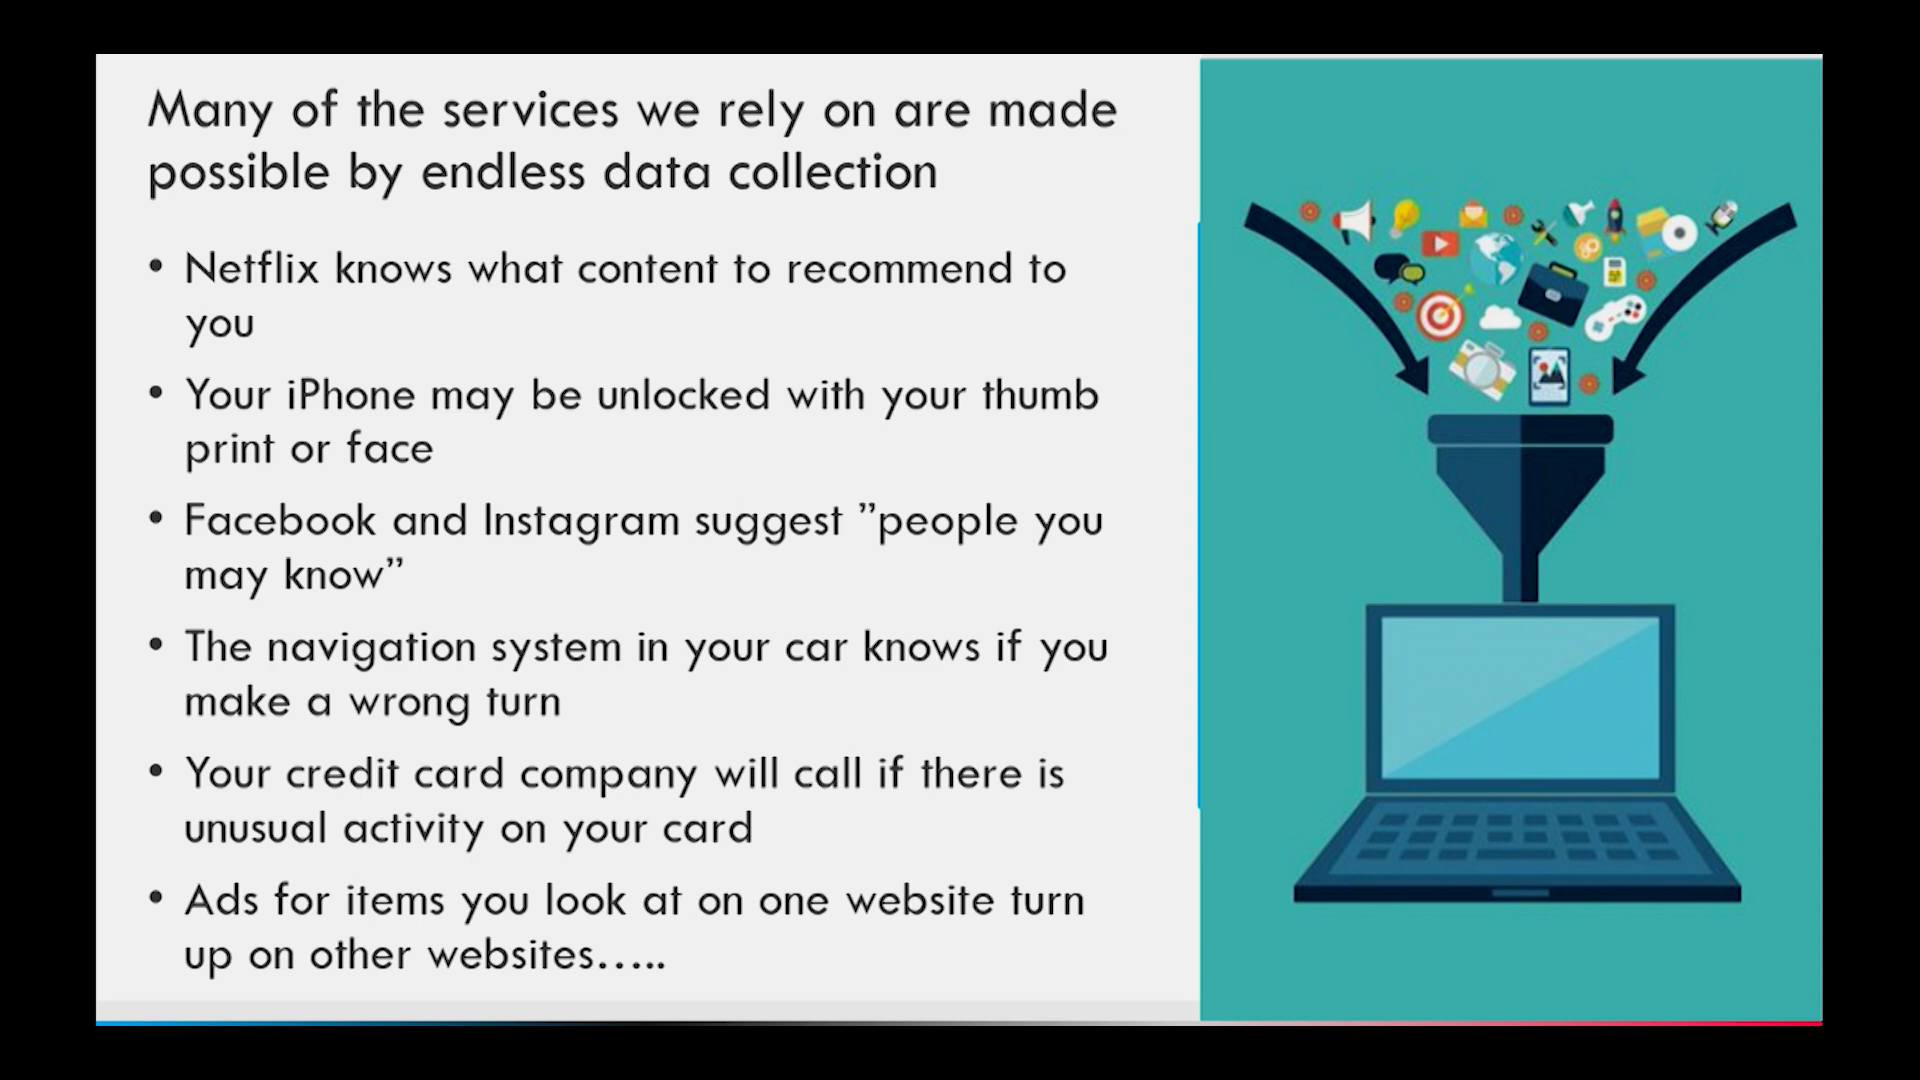 Many of the services we rely on are made
possible by endless data collection
• Netflix knows what content to recommend to
you
• Your iPhone may be unlocked with your thumb
print or face
• Facebook and Instagram suggest ”people you
may know”
• The navigation system in your car knows if you
make a wrong turn
• Your credit card company will call if there is
unusual activity on your card
• Ads for items you look at on one website turn
up on other websites…..